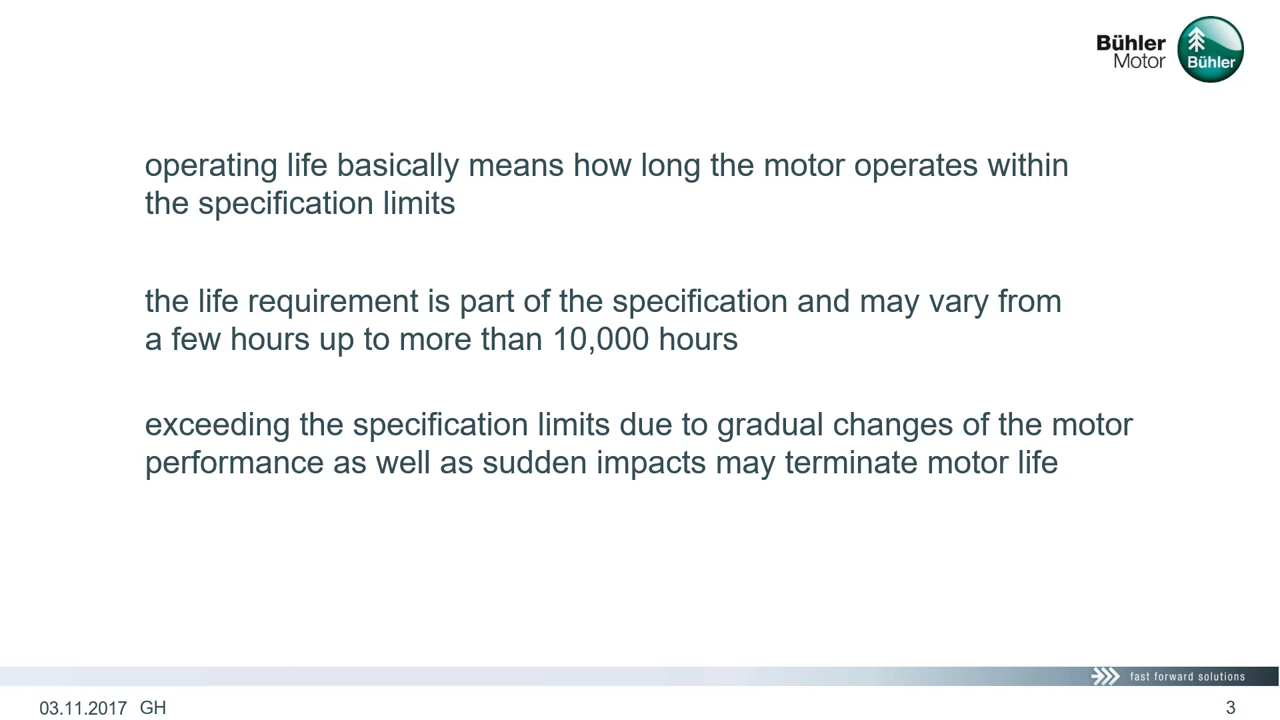 Bühler
Motor
Bühler
operating life basically means how long the motor operates within
the specification limits
the life requirement is part of the specification and may vary from
a few hours up to more than 10,000 hours
exceeding the specification limits due to gradual changes of the motor
performance as well as sudden impacts may terminate motor life
fast forward solutions
03.11.2017 GH
3